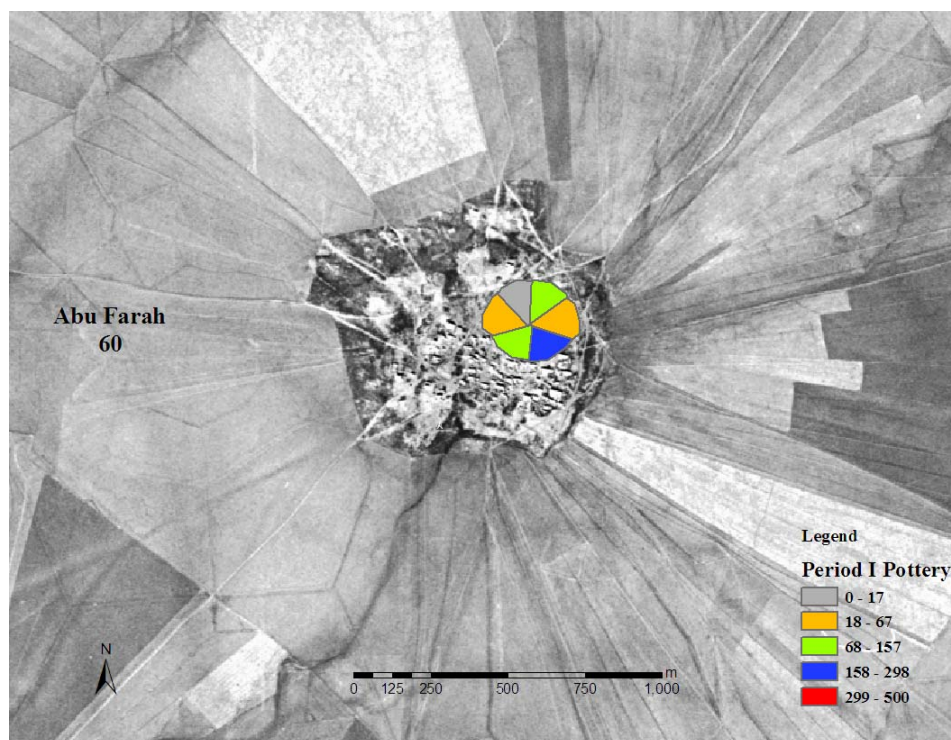 Abu Farah
60
Legend
Period I Pottery
0 - 17
18 - 67
68 - 157
158 - 298
299 - 500
N
m
0 125 250 500 750 1,000